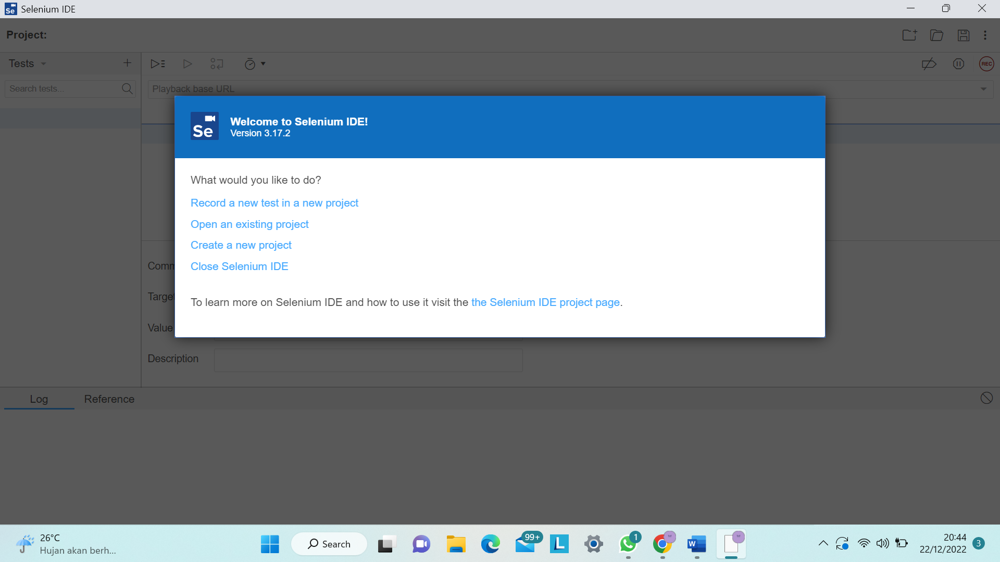 Se Selenium IDE
Project:
Tests
REC
Search tests...
Playback base URL
Se
Welcome to Selenium IDE!
Version 3.17.2
What would you like to do?
Record a new test in a new project
Open an existing project
Create a new project
Close Selenium IDE
To learn more on Selenium IDE and how to use it visit the the Selenium IDE project page.
Comm
Target
Value
Description
Log Reference
26°C
Hujan akan berh...
Search
99+
L
1
W
20:44
22/12/2022
3